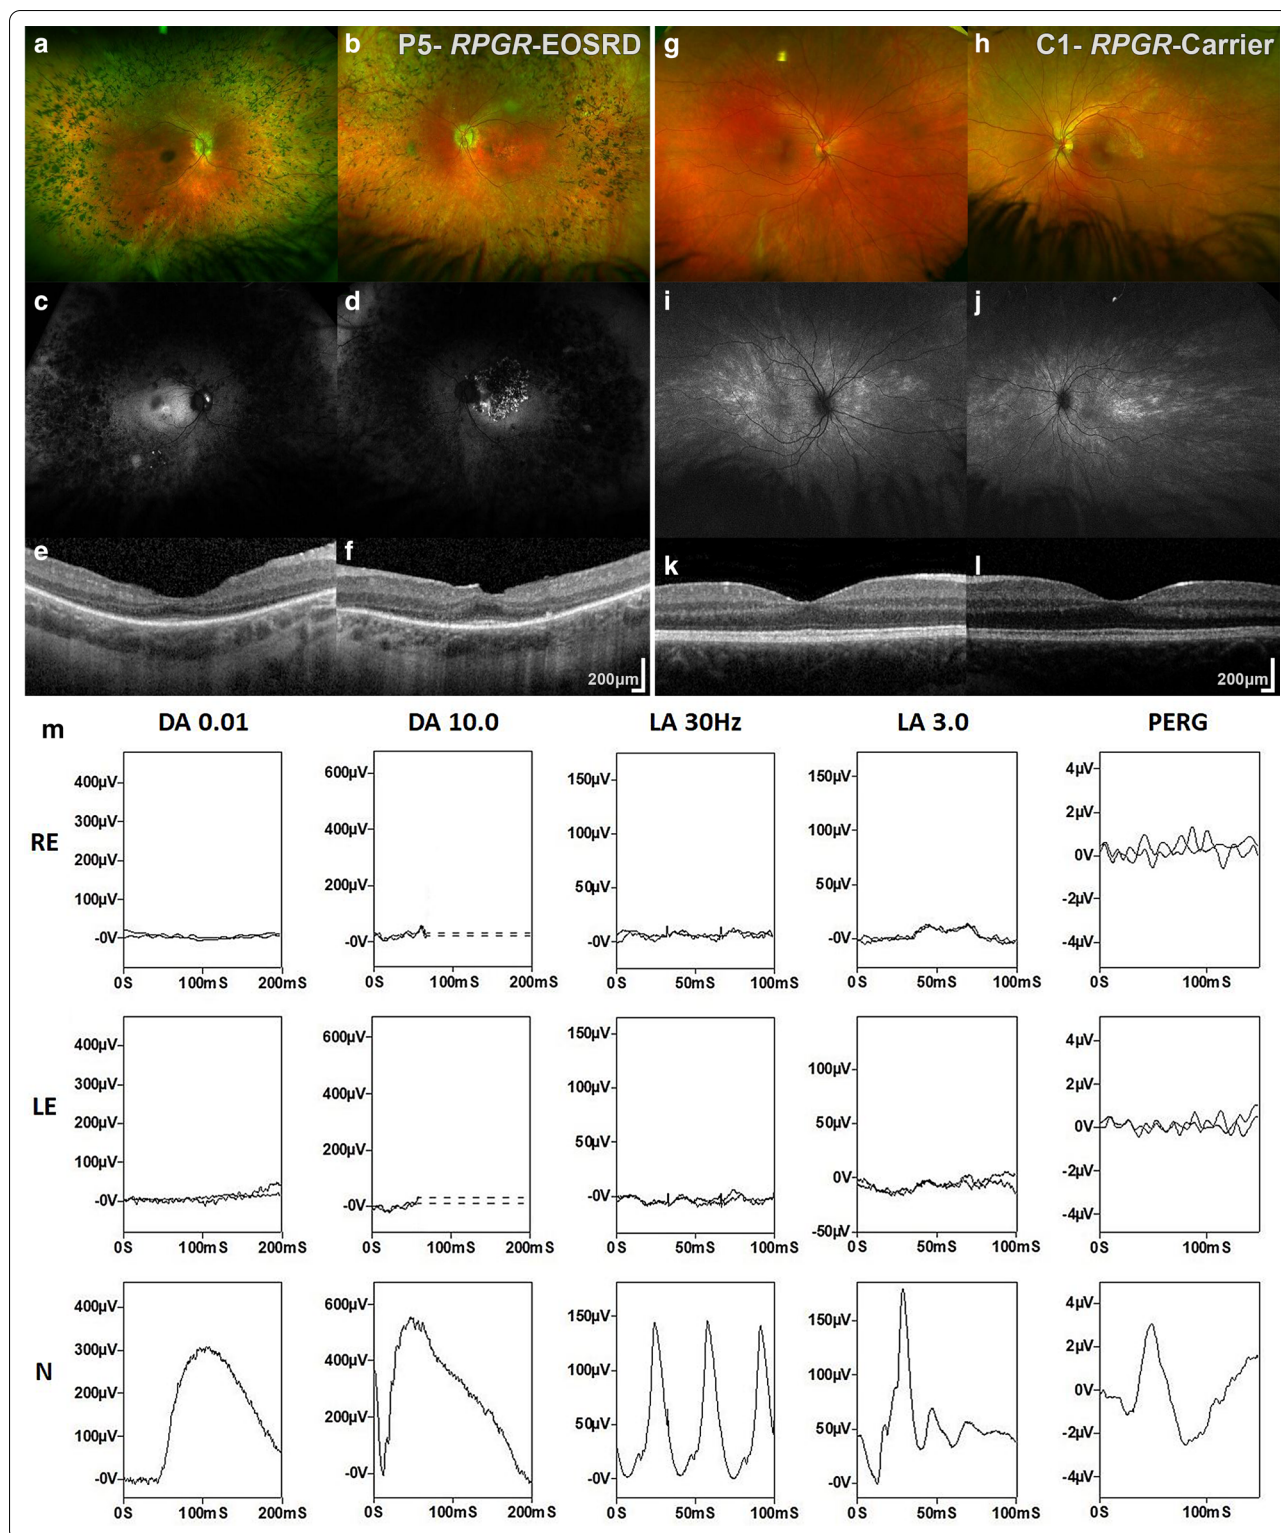 a b P5- RPGR-EOSRD g h C1- RPGR-Carrier
c d i j
e f k l
200µm 200µm
m DA 0.01 DA 10.0 LA 30Hz LA 3.0 PERG
RE
400µV 300µV 200µV 100µV -0V
0S 100mS 200mS
600µV 400µV 200µV -0V
0S 100mS 200mS
150µV 100µV 50µV -0V
0S 50mS 100mS
150µV 100µV 50µV -0V
0S 50mS 100mS
4µV 2µV 0V -2µV -4µV
0S 100mS
LE
400µV 300µV 200µV 100µV -0V
0S 100mS 200mS
600µV 400µV 200µV -0V
0S 100mS 200mS
150µV 100µV 50µV -0V
0S 50mS 100mS
100µV 50µV 0V -50µV
0S 50mS 100mS
4µV 2µV 0V -2µV -4µV
0S 100mS
N
400µV 300µV 200µV 100µV -0V
0S 100mS 200mS
600µV 400µV 200µV -0V
0S 100mS 200mS
150µV 100µV 50µV -0V
0S 50mS 100mS
150µV 100µV 50µV -0V
0S 50mS 100mS
4µV 2µV 0V -2µV -4µV
0S 100mS